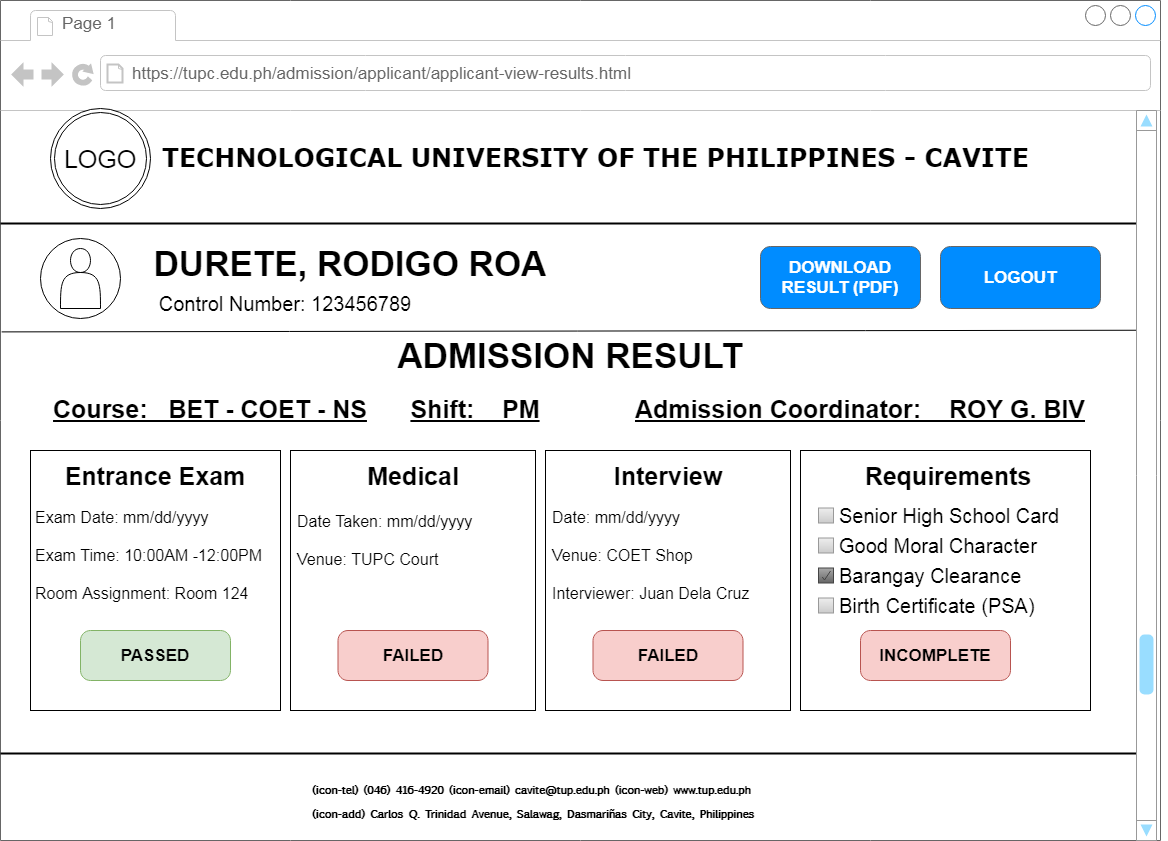 Page 1
https://tupc.edu.ph/admission/applicant/applicant-view-results.html
LOGO
TECHNOLOGICAL UNIVERSITY OF THE PHILIPPINES - CAVITE
DURETE, RODIGO ROA
Control Number: 123456789
DOWNLOAD
RESULT (PDF)
LOGOUT
ADMISSION RESULT
Course: BET - COET - NS
Shift: PM
Admission Coordinator: ROY G. BIV
Entrance Exam
Exam Date: mm/dd/yyyy
Exam Time: 10:00AM -12:00PM
Room Assignment: Room 124
PASSED
Medical
Date Taken: mm/dd/yyyy
Venue: TUPC Court
FAILED
Interview
Date: mm/dd/yyyy
Venue: COET Shop
Interviewer: Juan Dela Cruz
FAILED
Requirements
Senior High School Card
Good Moral Character
Barangay Clearance
Birth Certificate (PSA)
INCOMPLETE
(icon-tel) (046) 416-4920 (icon-email) cavite@tup.edu.ph (icon-web) www.tup.edu.ph
(icon-add) Carlos Q. Trinidad Avenue, Salawag, Dasmariñas City, Cavite, Philippines